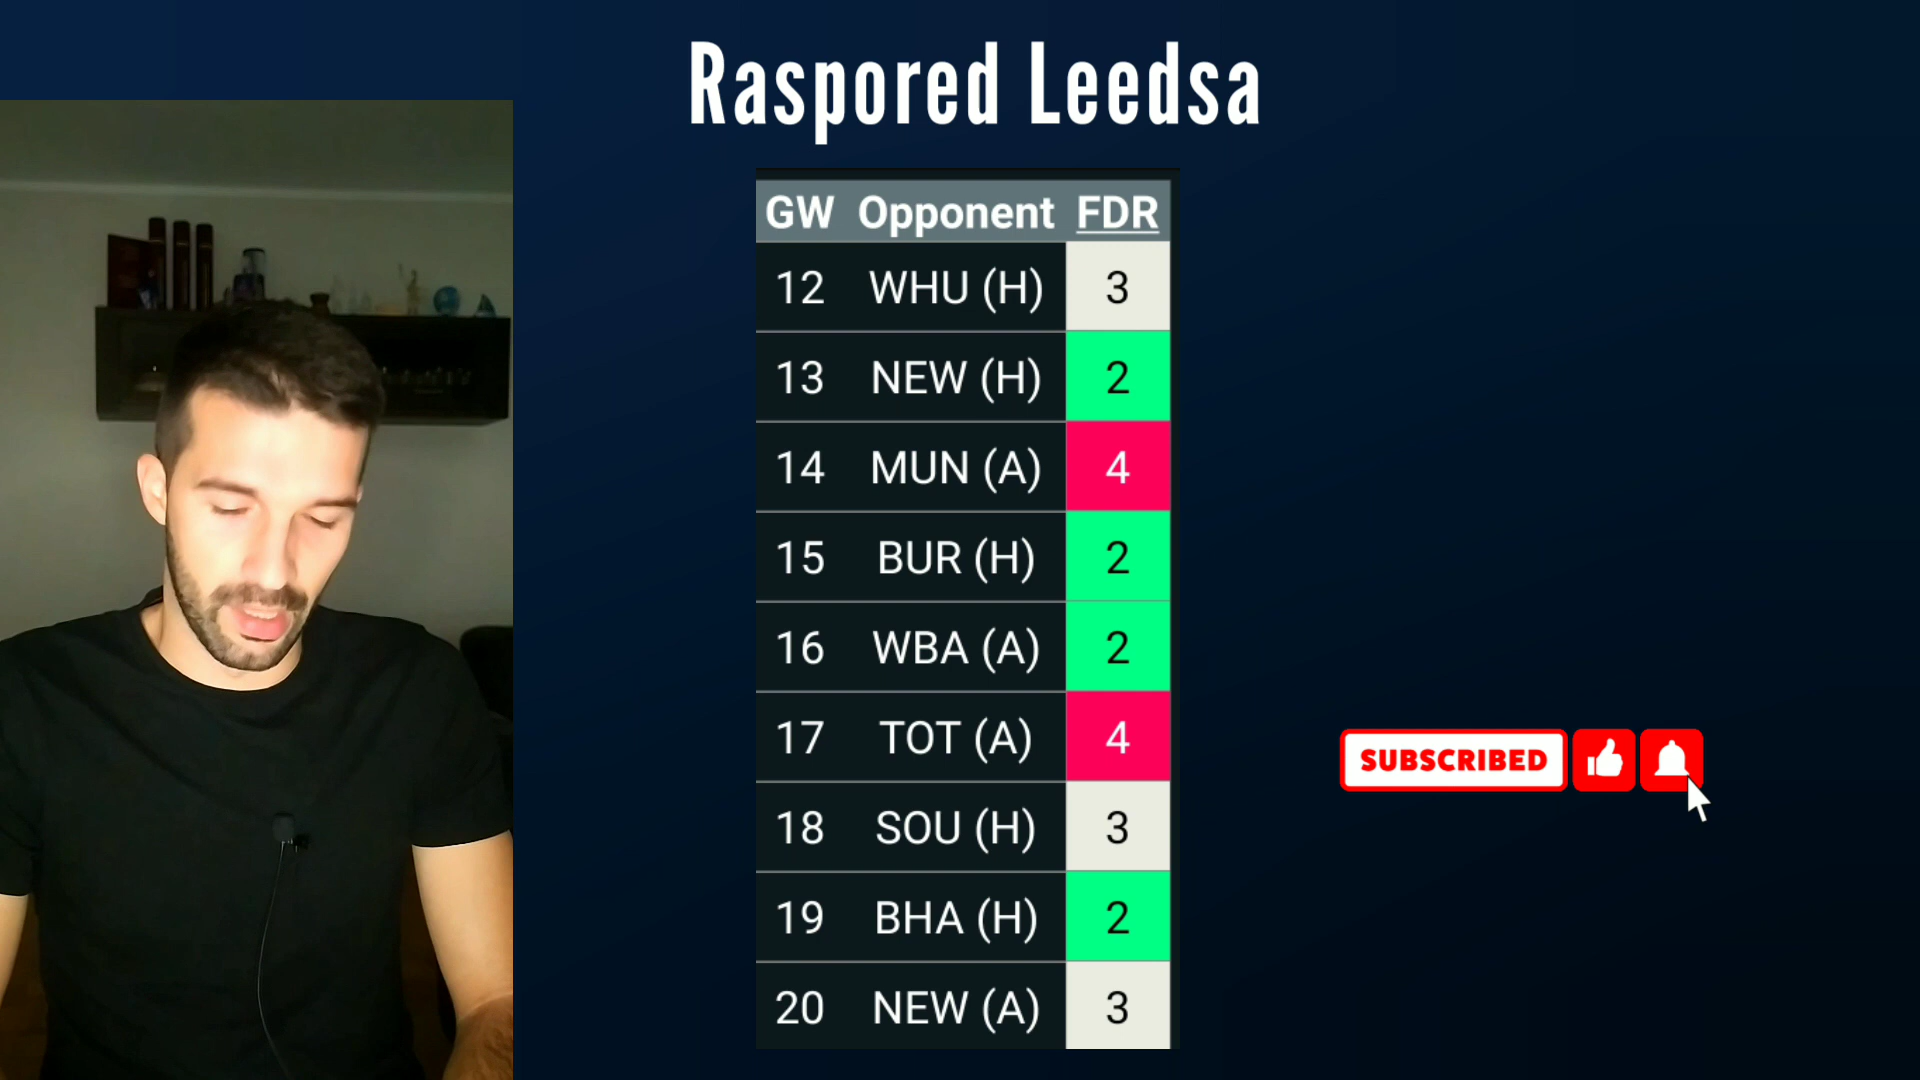 Raspored Leedsa
GW Opponent FDR
12 WHU (H) 3
13 NEW (H) 2
14 MUN (A) 4
15 BUR (H) 2
16 WBA (A) 2
17 TOT (A) 4
18 SOU (H) 3
19 BHA (H) 2
20 NEW (A) 3
SUBSCRIBED